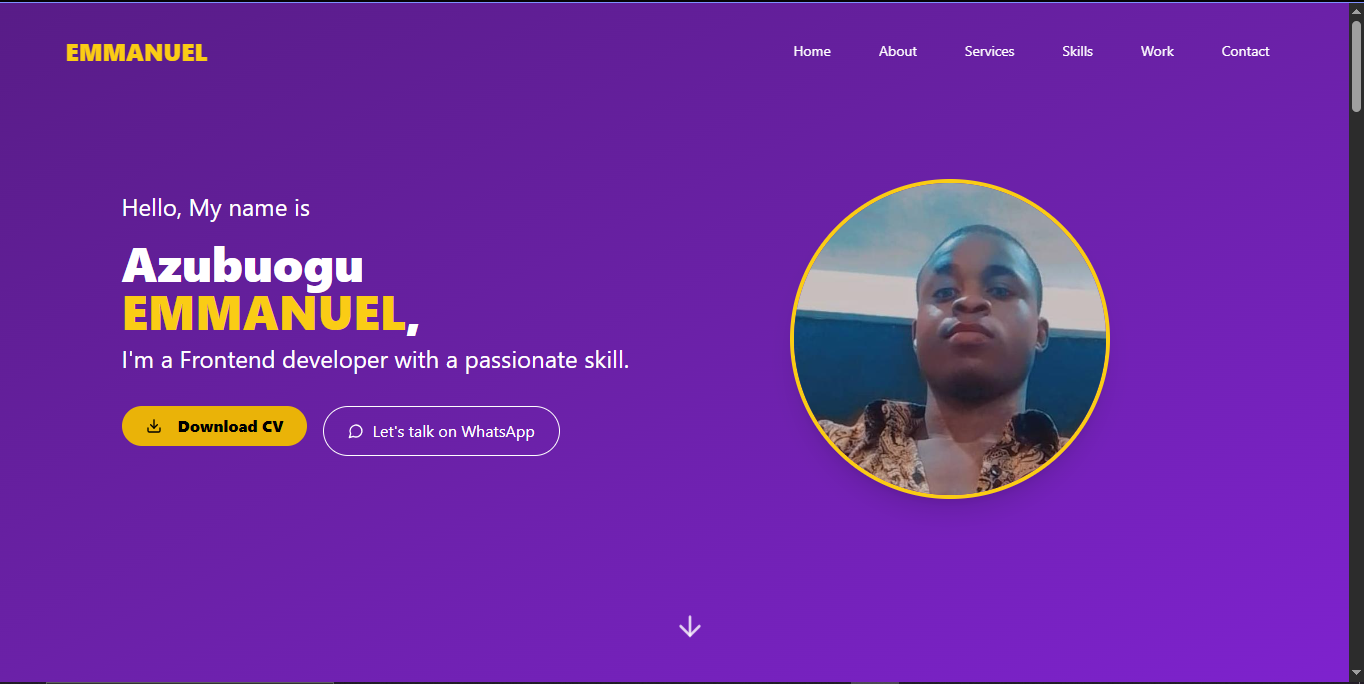 EMMANUEL
Home About Services Skills Work Contact
Hello, My name is
Azubuogu
EMMANUEL,
I'm a Frontend developer with a passionate skill.
Download CV
Let's talk on WhatsApp